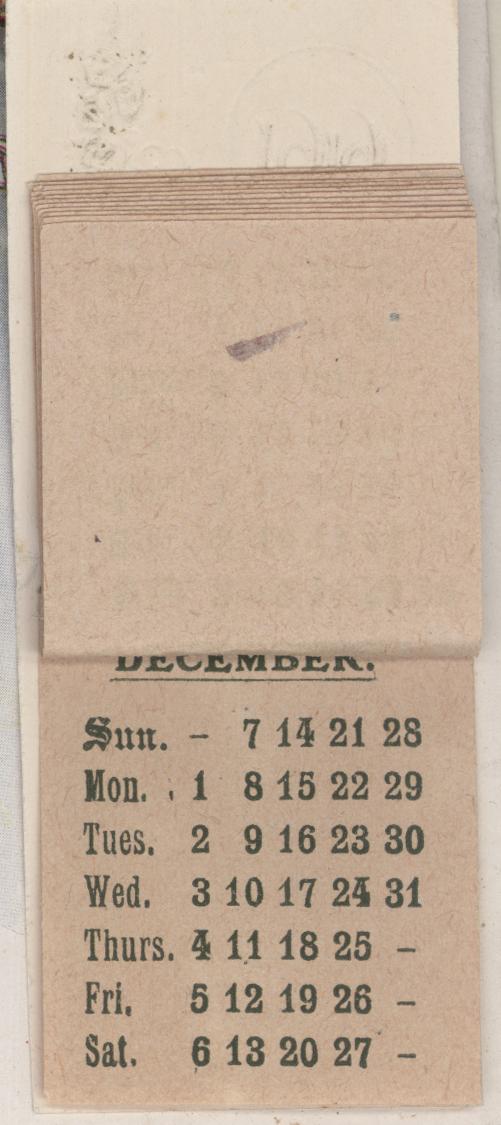 DECEMBER.
Sun. - 7 14 21 28
Mon. 1 8 15 22 29
Tues. 2 9 16 23 30
Wed. 3 10 17 24 31
Thurs. 4 11 18 25 -
Fri. 5 12 19 26 -
Sat. 6 13 20 27 -